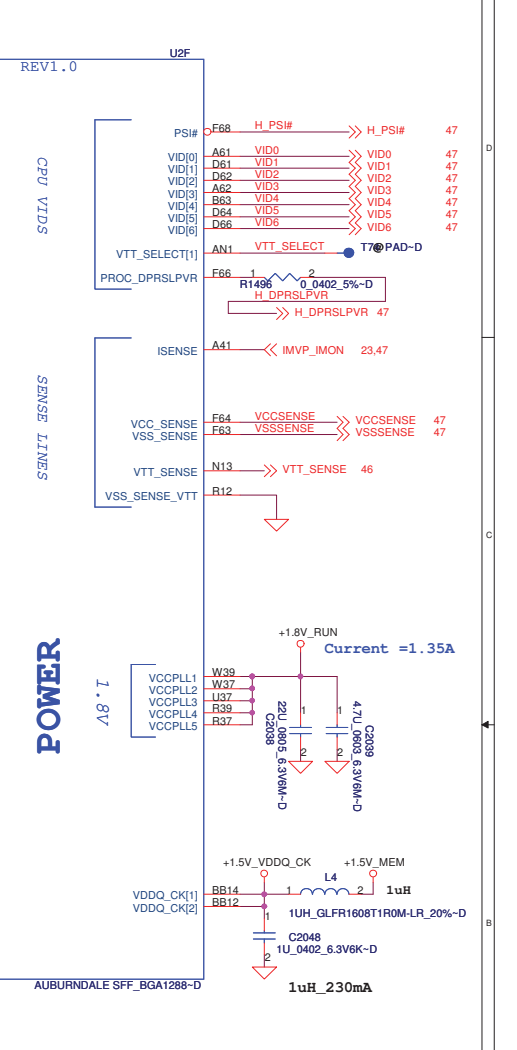 U2F
REV1.0
CPU VIDS
PSI# F68 H_PSI# H_PSI# 47
D
VID[0] A61 VID0 VID0 47
VID[1] D61 VID1 VID1 47
VID[2] D62 VID2 VID2 47
VID[3] A62 VID3 VID3 47
VID[4] B63 VID4 VID4 47
VID[5] D64 VID5 VID5 47
VID[6] D66 VID6 VID6 47
VTT_SELECT[1] AN1 VTT_SELECT T7@PAD~D
PROC_DPRSLPVR F66 1 2
R1496 0_0402_5%~D
H_DPRSLPVR
H_DPRSLPVR 47
SENSE LINES
ISENSE A41 IMVP_IMON 23,47
VCC_SENSE F64 VCCSENSE VCCSENSE 47
VSS_SENSE F63 VSSSENSE VSSSENSE 47
VTT_SENSE N13 VTT_SENSE 46
VSS_SENSE_VTT R12
C
POWER
1.8V
+1.8V_RUN
Current =1.35A
VCCPLL1 W39
VCCPLL2 W37
VCCPLL3 U37
VCCPLL4 R39
VCCPLL5 R37
1 2
22U_0805_6.3V6M~D
C2038
1 2
4.7U_0603_6.3V6M~D
C2039
+1.5V_VDDQ_CK +1.5V_MEM
L4
VDDQ_CK[1] BB14 1 2 1uH
VDDQ_CK[2] BB12
1UH_GLFR1608T1R0M-LR_20%~D
B
1
C2048
1U_0402_6.3V6K~D
2
AUBURNDALE SFF_BGA1288~D
1uH_230mA